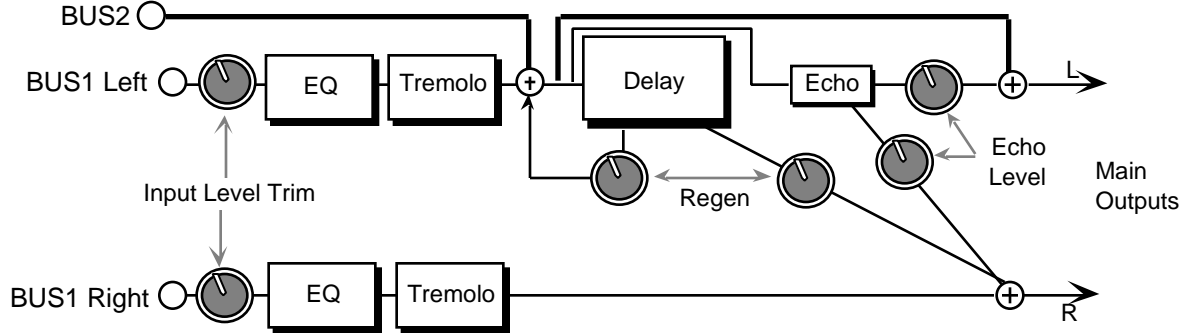 BUS2
BUS1 Left
EQ
Tremolo
+
Delay
Echo
+
L
Echo
Level
Main
Outputs
Input Level Trim
Regen
BUS1 Right
EQ
Tremolo
+
R